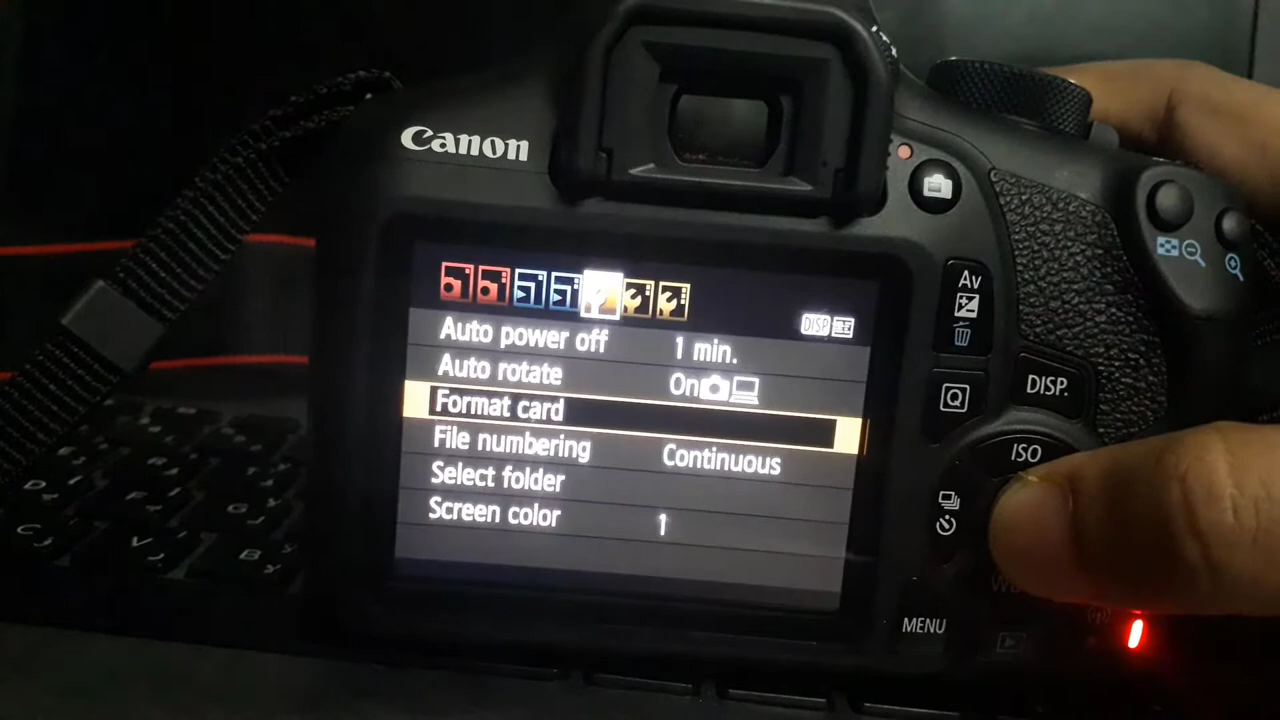 Canon
DISP
Auto power off 1 min.
Auto rotate On
Format card
File numbering Continuous
Select folder
Screen color 1
Av
Q
DISP.
ISO
WB
MENU
D
G
C
V
B